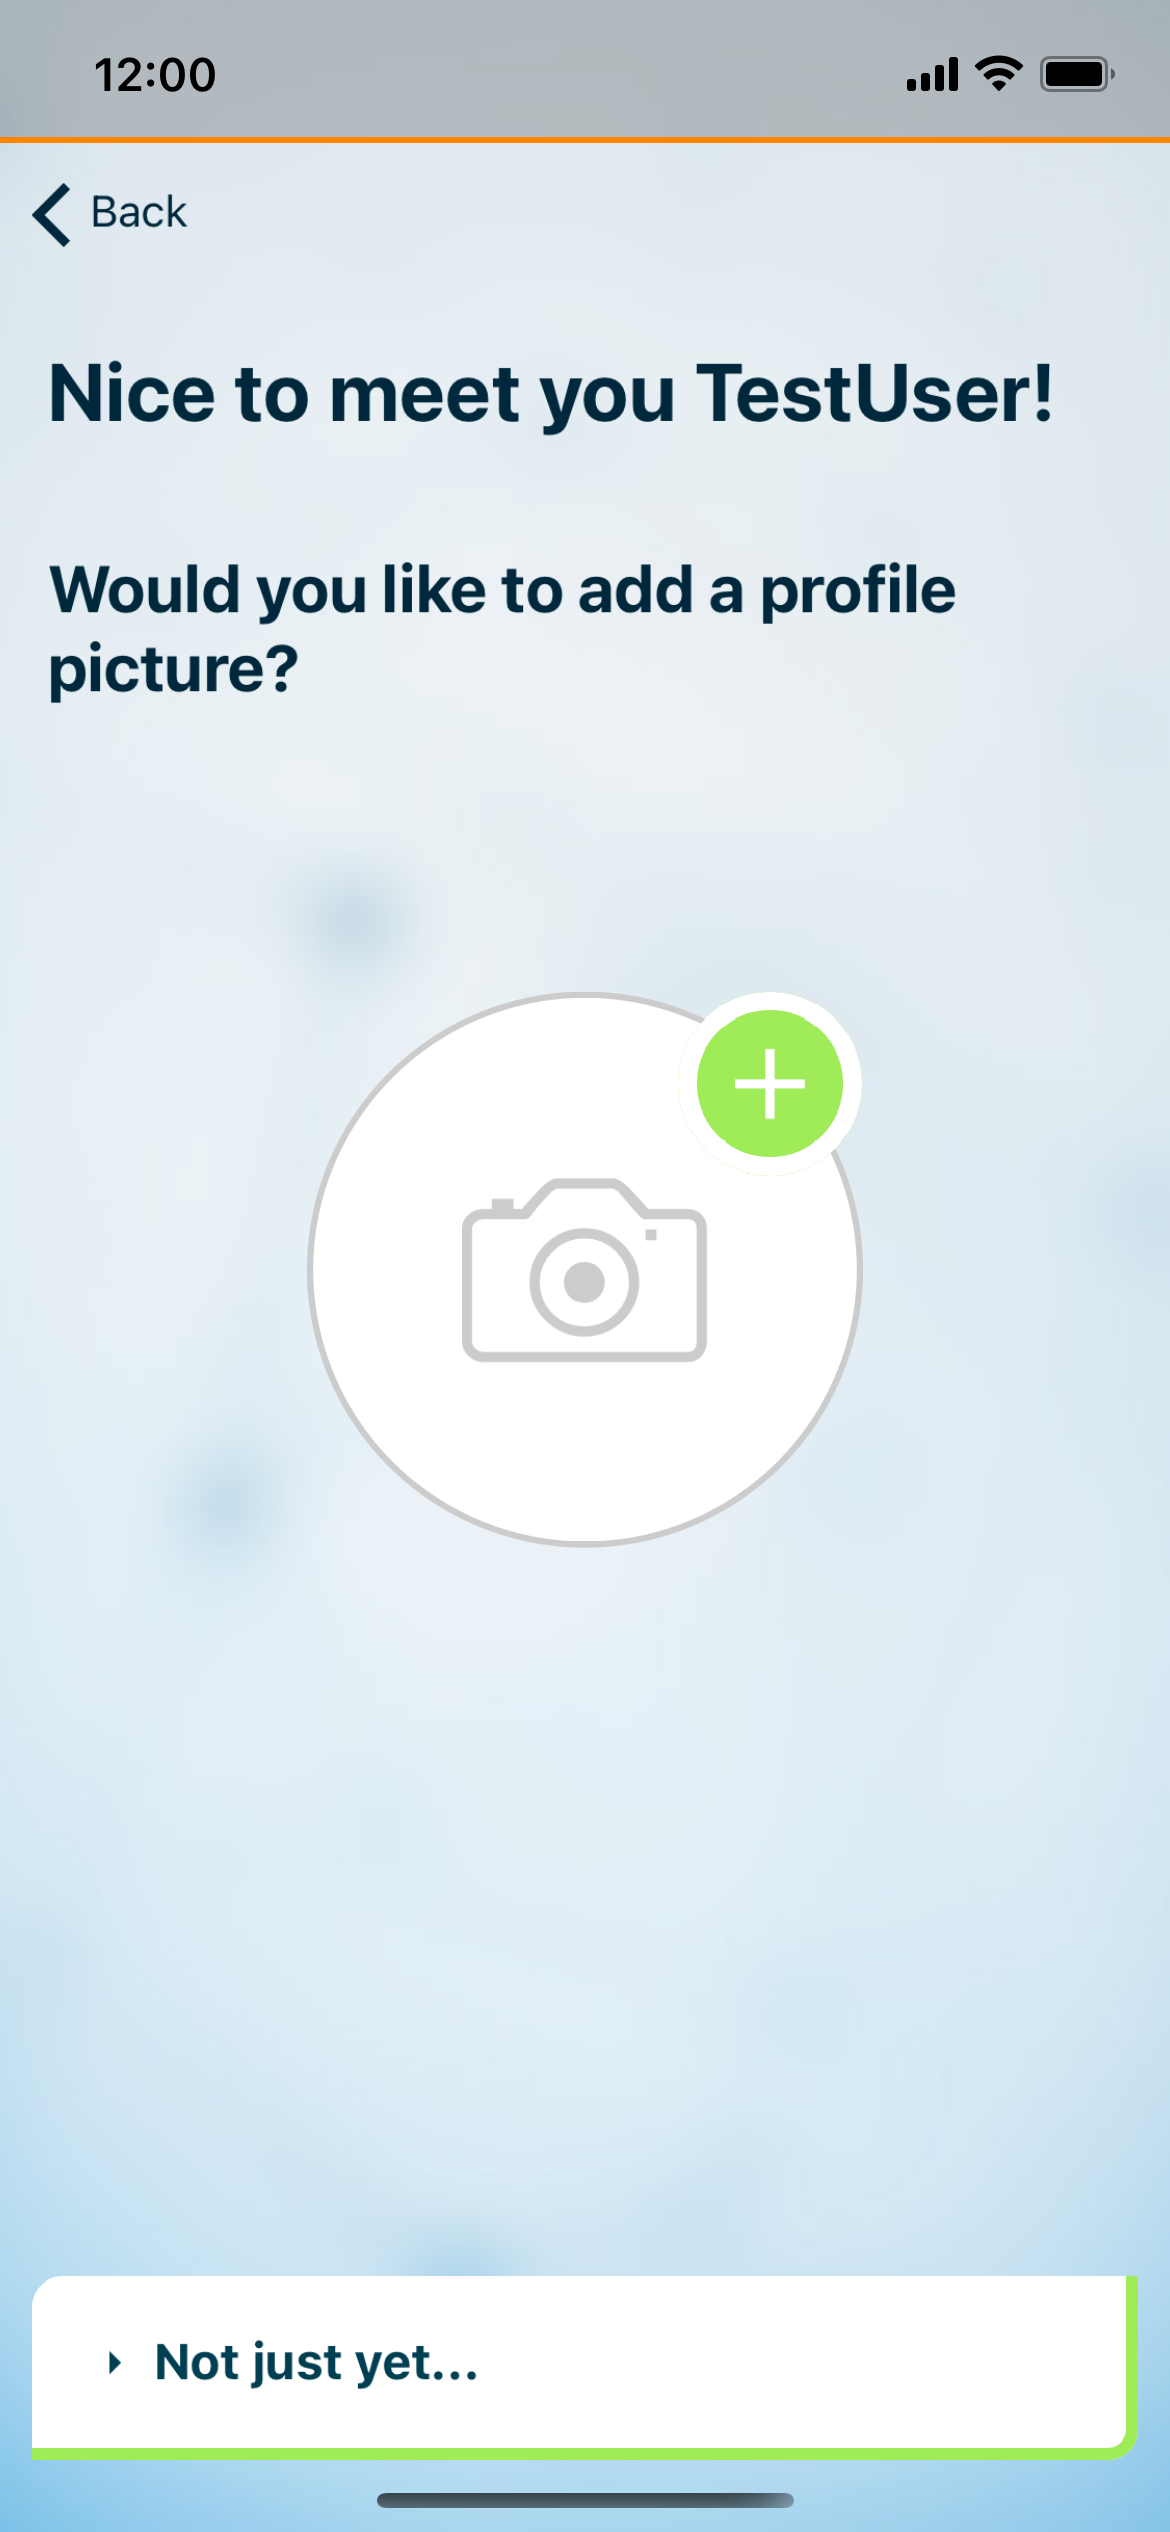 12:00
Back
Nice to meet you TestUser!
Would you like to add a profile
picture?
Not just yet...